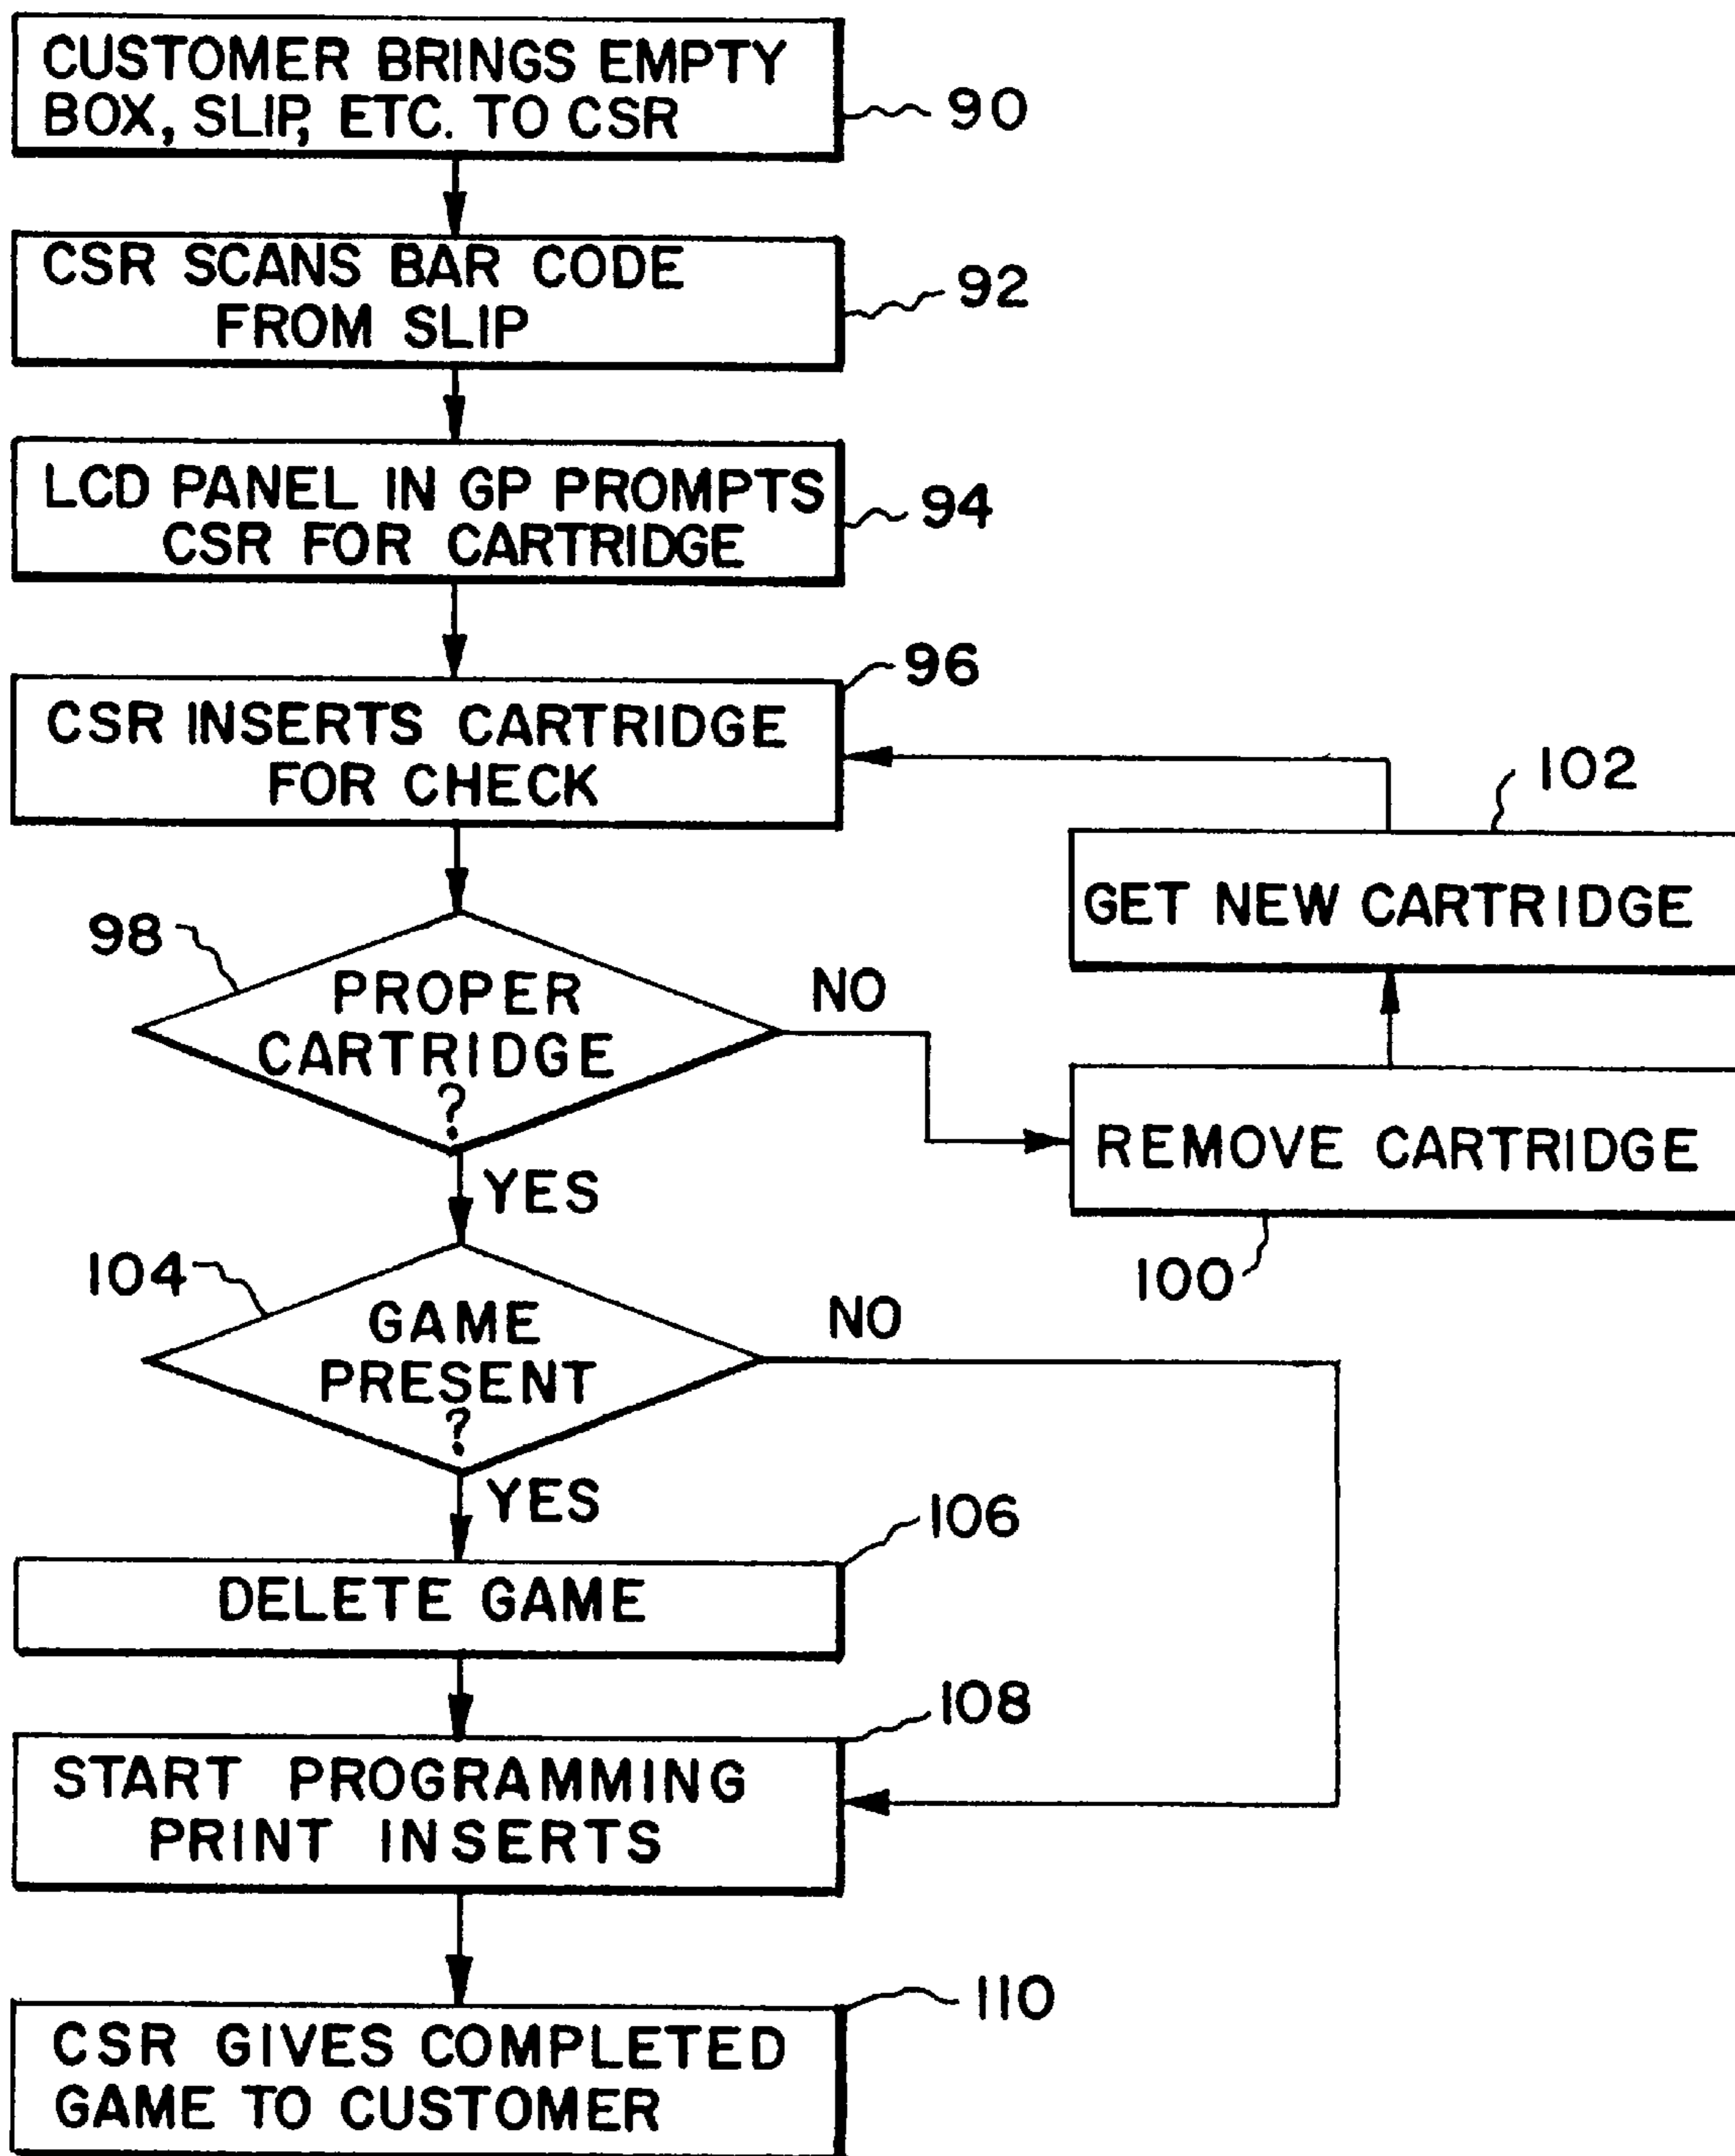 CUSTOMER BRINGS EMPTY
BOX, SLIP, ETC. TO CSR
90
CSR SCANS BAR CODE
FROM SLIP
92
LCD PANEL IN GP PROMPTS
CSR FOR CARTRIDGE
94
CSR INSERTS CARTRIDGE
FOR CHECK
96
98
PROPER
CARTRIDGE
?
NO
YES
102
GET NEW CARTRIDGE
REMOVE CARTRIDGE
100
104
GAME
PRESENT
?
NO
YES
106
DELETE GAME
108
START PROGRAMMING
PRINT INSERTS
110
CSR GIVES COMPLETED
GAME TO CUSTOMER